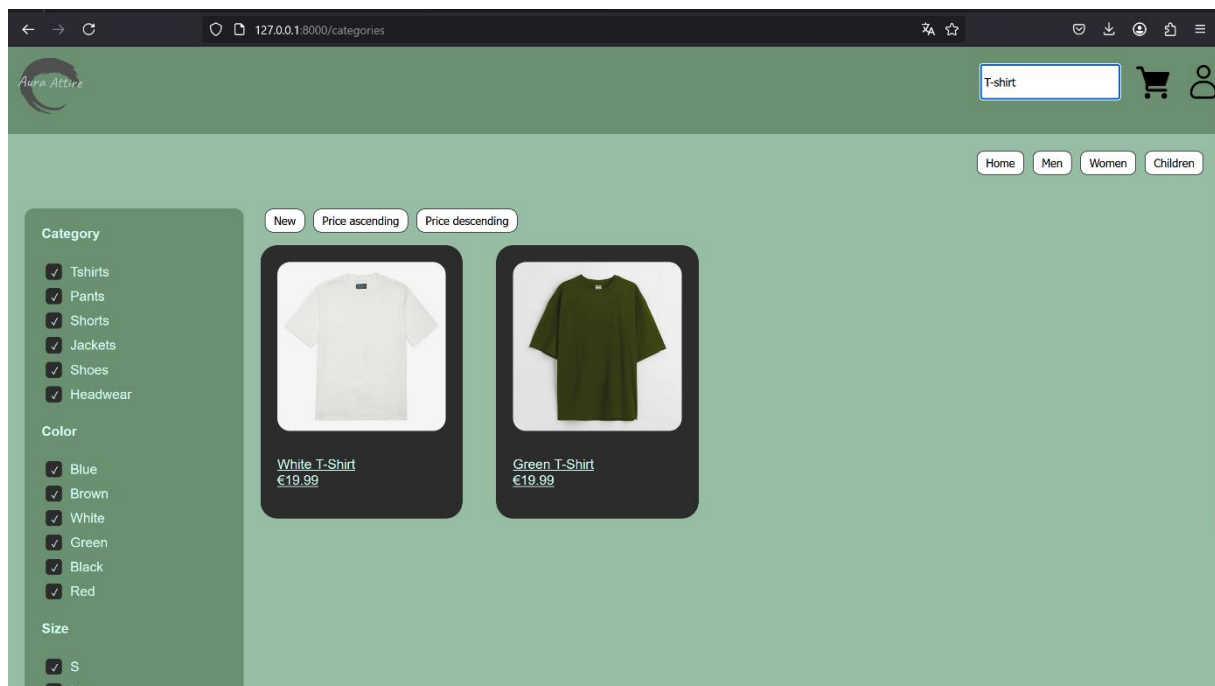 127.0.0.1:8000/categories
Aura Attire
T-shirt
Home
Men
Women
Children
New
Price ascending
Price descending
Category
✓ Tshirts
✓ Pants
✓ Shorts
✓ Jackets
✓ Shoes
✓ Headwear
Color
✓ Blue
✓ Brown
✓ White
✓ Green
✓ Black
✓ Red
Size
✓ S
White T-Shirt
€19.99
Green T-Shirt
€19.99